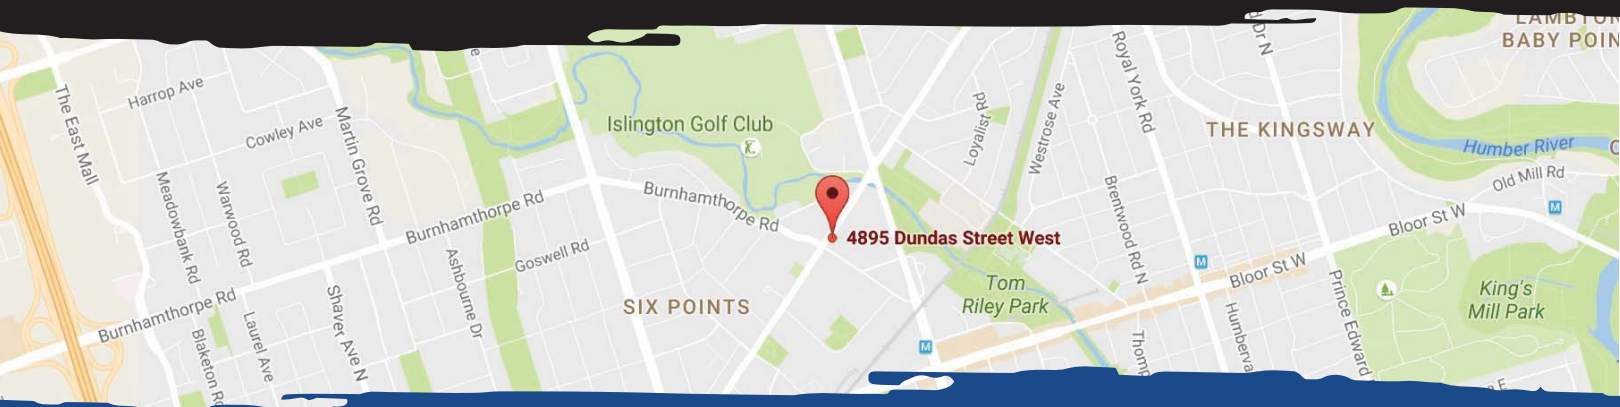 LAMBTON
BABY POIN
Dr N
Royal York Rd
The East Mall
Harrop Ave
Cowley Ave
Martin Grove Rd
Islington Golf Club
Loyalist Rd
Westrose Ave
THE KINGSWAY
Humber River
Old Mill Rd
M
Meadowbank Rd
Warwood Rd
Burnhamthorpe Rd
Burnhamthorpe Rd
4895 Dundas Street West
Brentwood Rd N
Bloor St W
M
Bloor St W
Ashbourne Dr
Goswell Rd
Tom
Riley Park
King's
Mill Park
Burnhamthorpe Rd
Shaver Ave N
SIX POINTS
Prince Edward
Blaketon Rd
Laurel Ave
M
Thomp
Humberva
E